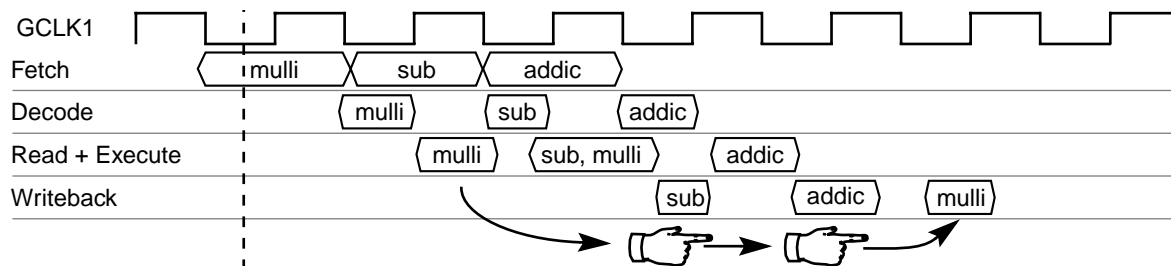 GCLK1
Fetch mulli sub addic
Decode mulli sub addic
Read + Execute mulli sub, mulli addic
Writeback sub addic mulli